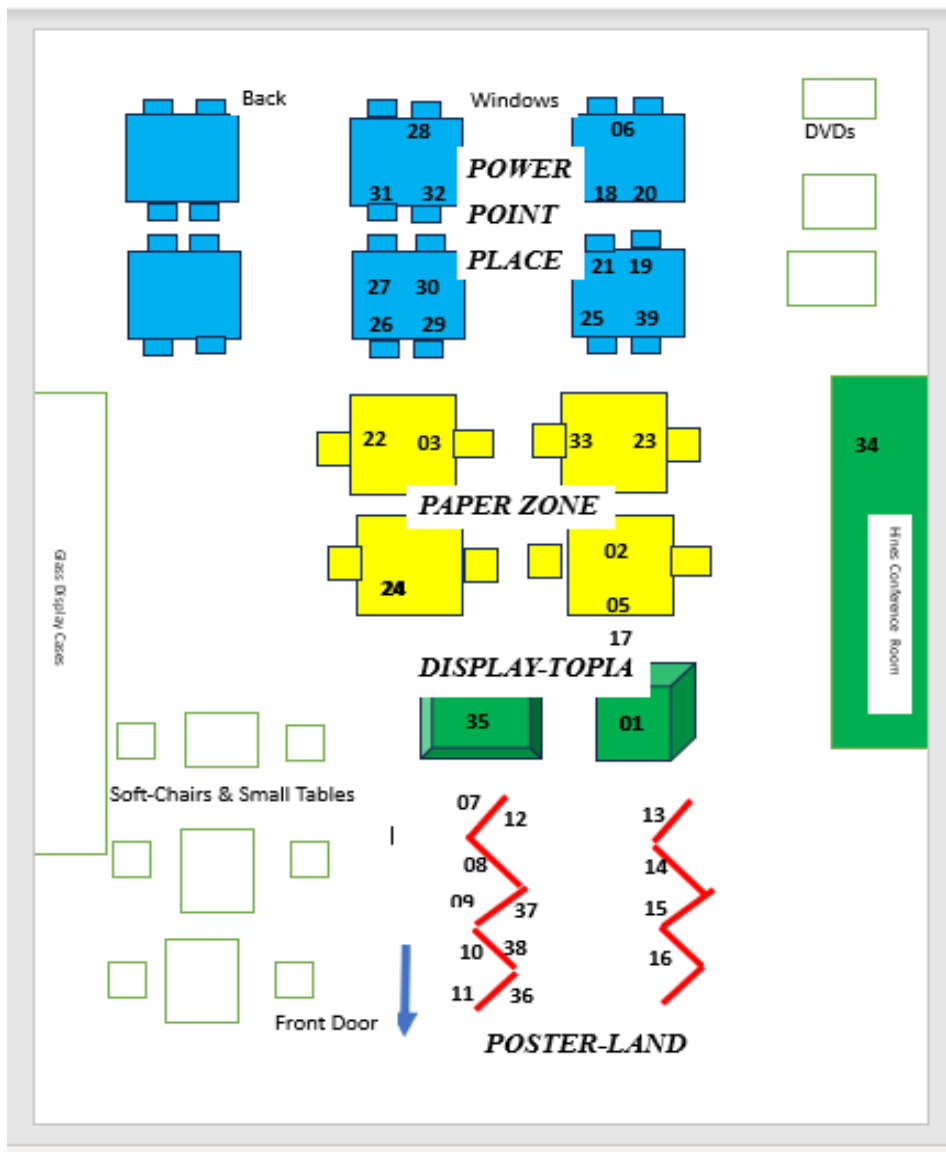 Back
Windows
DVDs
28
06
POWER
31 32
18 20
POINT
PLACE
21 19
27 30
26 29
25 39
22 03
33 23
34
PAPER ZONE
02
24
05
17
Glass Display Cases
Hines Conference Room
DISPLAY-TOPIA
35
01
Soft-Chairs & Small Tables
07
12
13
08
14
09
37
15
10
38
16
11
36
Front Door
POSTER-LAND